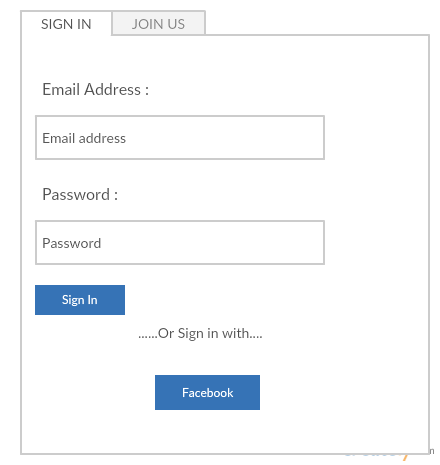 SIGN IN
JOIN US
Email Address :
Email address
Password :
Password
Sign In
......Or Sign in with....
Facebook